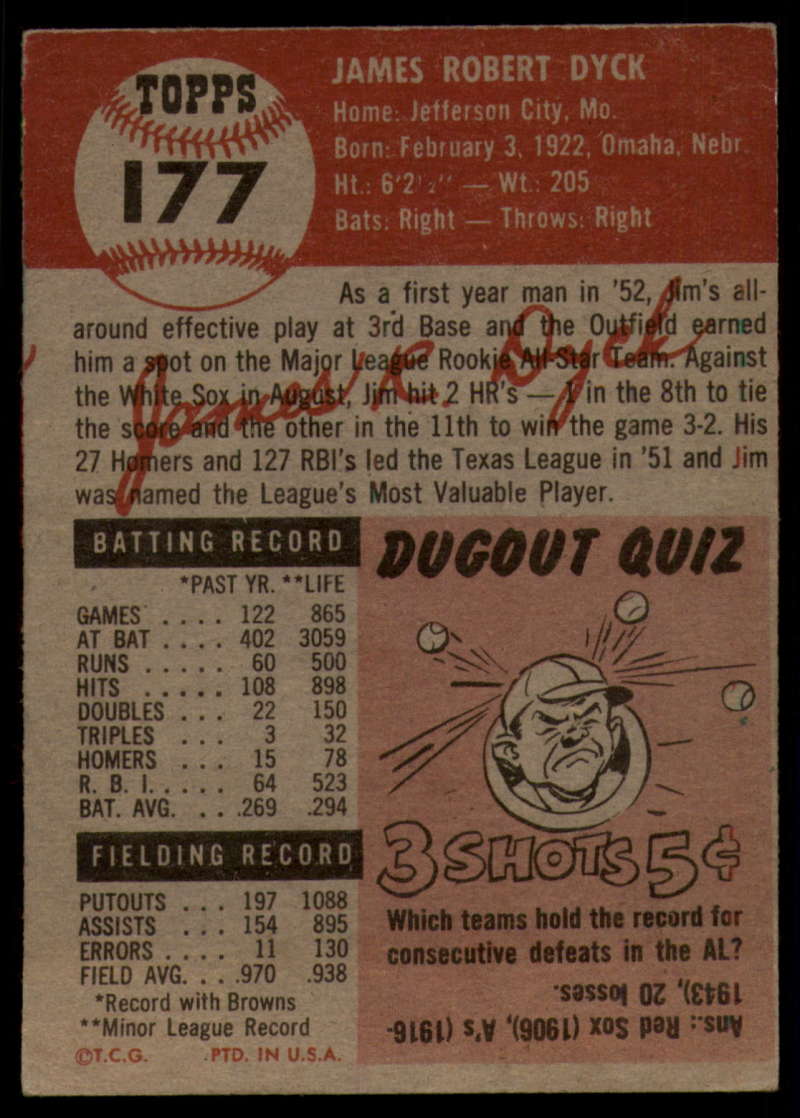 TOPPS
177
JAMES ROBERT DYCK
Home: Jefferson City, Mo.
Born: February 3, 1922, Omaha, Nebr.
Ht.: 6'2½" — Wt.: 205
Bats: Right — Throws: Right
As a first year man in '52, Jim's all-
around effective play at 3rd Base and the Outfield earned
him a spot on the Major League Rookie All-Star Team. Against
the White Sox in August, Jim hit 2 HR's — 1 in the 8th to tie
the score and the other in the 11th to win the game 3-2. His
27 Homers and 127 RBI's led the Texas League in '51 and Jim
was named the League's Most Valuable Player.
James R. Dyck
BATTING RECORD
*PAST YR. **LIFE
GAMES . . . . 122 865
AT BAT . . . . 402 3059
RUNS . . . . . 60 500
HITS . . . . . 108 898
DOUBLES . . . 22 150
TRIPLES . . . 3 32
HOMERS . . . 15 78
R. B. I. . . . . . 64 523
BAT. AVG. . . .269 .294
FIELDING RECORD
PUTOUTS . . . 197 1088
ASSISTS . . . 154 895
ERRORS . . . . 11 130
FIELD AVG. . . .970 .938
*Record with Browns
**Minor League Record
©T.C.G. PTD. IN U.S.A.
DUGOUT QUIZ
3 SHOTS 5¢
Which teams hold the record for
consecutive defeats in the AL?
Ans.: Red Sox (1906), A's (1916-
1943), 20 losses.